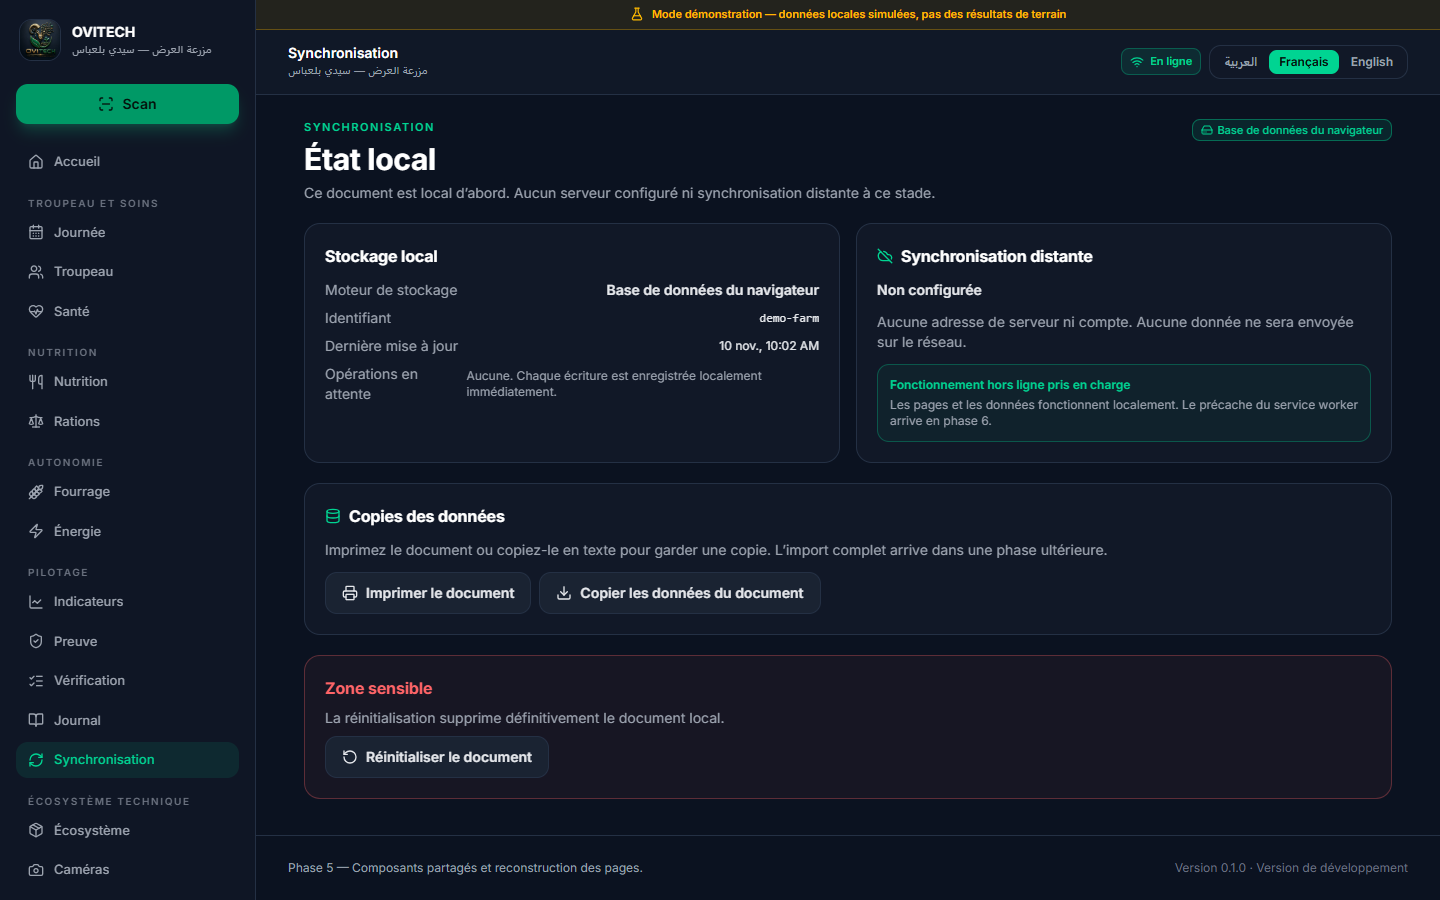 OVITECH
مزرعة العرض — سيدي بلعباس
Scan
Accueil
TROUPEAU ET SOINS
Journée
Troupeau
Santé
NUTRITION
Nutrition
Rations
AUTONOMIE
Fourrage
Énergie
PILOTAGE
Indicateurs
Preuve
Vérification
Journal
Synchronisation
ÉCOSYSTÈME TECHNIQUE
Écosystème
Caméras
Mode démonstration — données locales simulées, pas des résultats de terrain
Synchronisation
مزرعة العرض — سيدي بلعباس
En ligne
العربية
Français
English
SYNCHRONISATION
État local
Ce document est local d’abord. Aucun serveur configuré ni synchronisation distante à ce stade.
Base de données du navigateur
Stockage local
Moteur de stockage
Base de données du navigateur
Identifiant
demo-farm
Dernière mise à jour
10 nov., 10:02 AM
Opérations en
attente
Aucune. Chaque écriture est enregistrée localement
immédiatement.
Synchronisation distante
Non configurée
Aucune adresse de serveur ni compte. Aucune donnée ne sera envoyée
sur le réseau.
Fonctionnement hors ligne pris en charge
Les pages et les données fonctionnent localement. Le précache du service worker
arrive en phase 6.
Copies des données
Imprimez le document ou copiez-le en texte pour garder une copie. L’import complet arrive dans une phase ultérieure.
Imprimer le document
Copier les données du document
Zone sensible
La réinitialisation supprime définitivement le document local.
Réinitialiser le document
Phase 5 — Composants partagés et reconstruction des pages.
Version 0.1.0 · Version de développement